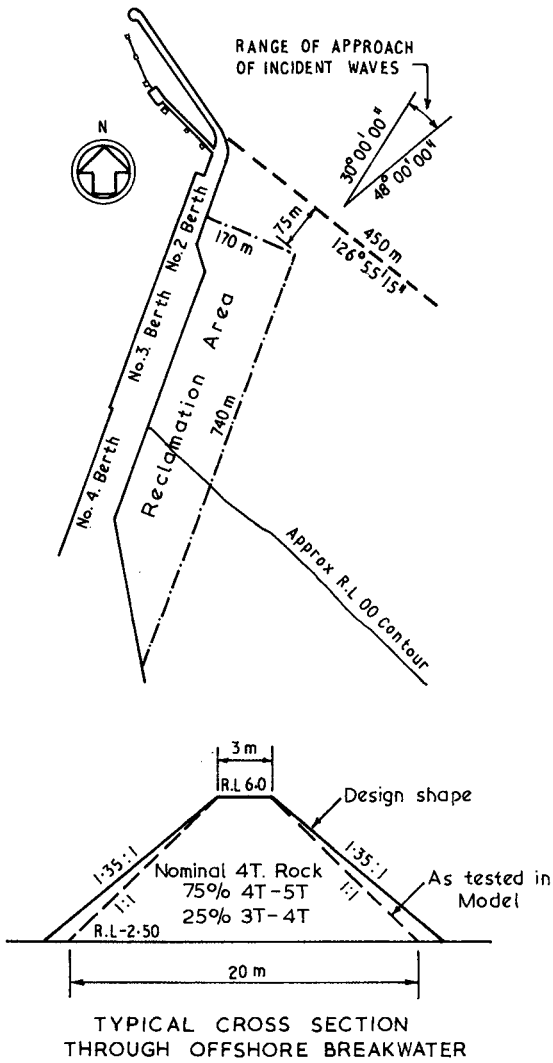 RANGE OF APPROACH
OF INCIDENT WAVES
N
30°00'00"
48°00'00"
No.2 Berth
170 m
175 m
450 m
126°55'15"
No.3. Berth
Reclamation Area
740 m
No. 4. Berth
Approx R.L 00 Contour
3 m
R.L 6.0
Design shape
1.35:1
1:1
Nominal 4T. Rock
75% 4T-5T
25% 3T-4T
1:1
1.35:1
As tested in
Model
R.L-2.50
20 m
TYPICAL CROSS SECTION
THROUGH OFFSHORE BREAKWATER